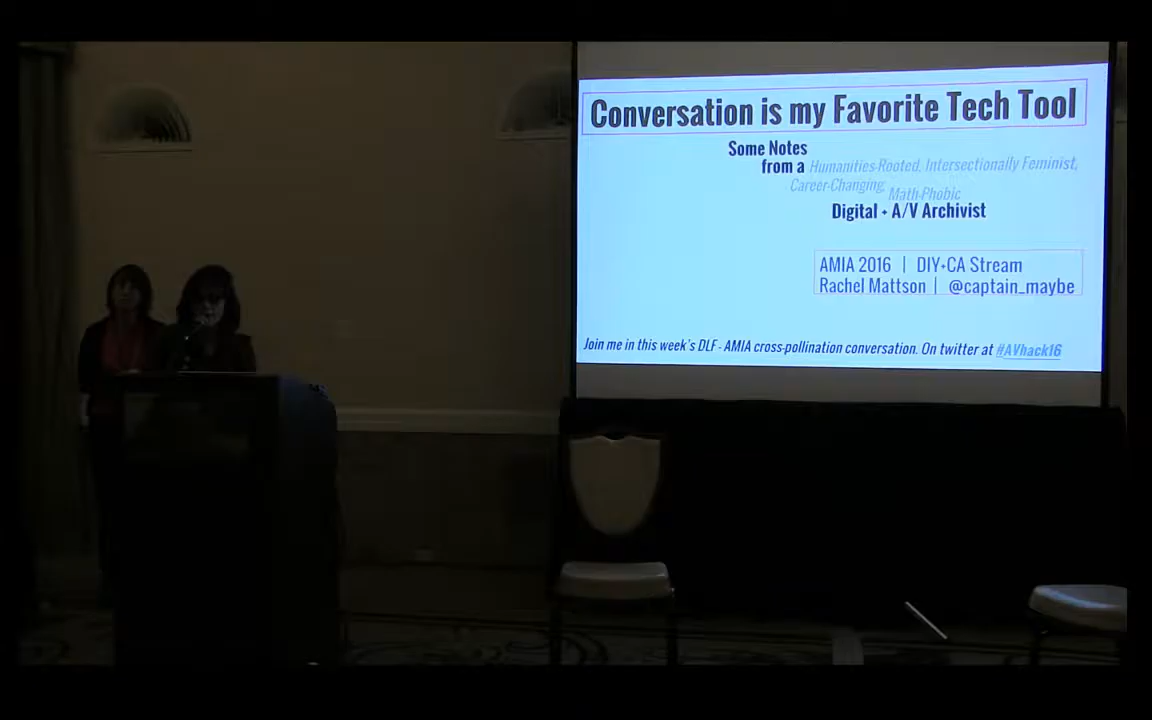 Conversation is my Favorite Tech Tool
Some Notes
from a Humanities-Rooted, Intersectionally Feminist,
Career-Changing, Math-Phobic
Digital + A/V Archivist
AMIA 2016 | DIY+CA Stream
Rachel Mattson | @captain_maybe
Join me in this week's DLF - AMIA cross-pollination conversation. On twitter at #AVhack16